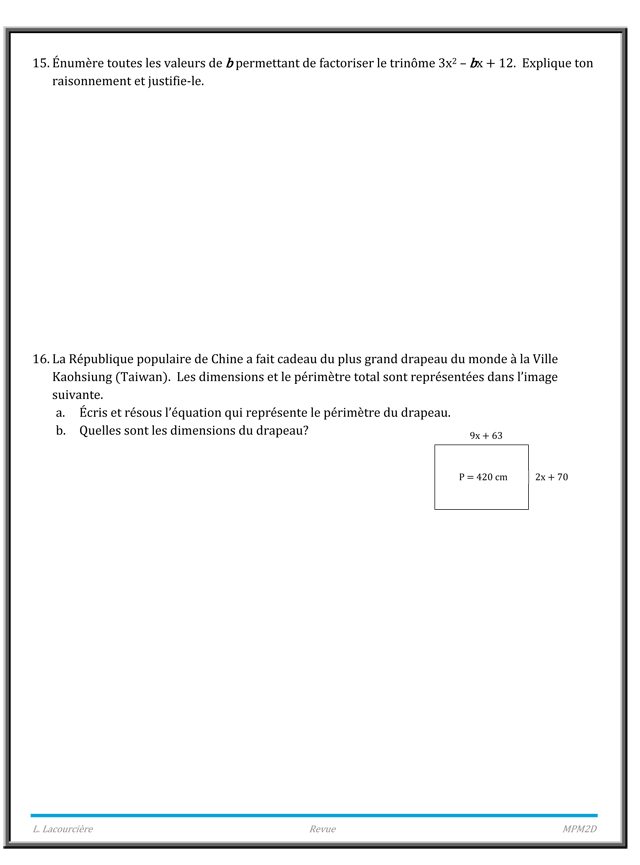 15. Énumère toutes les valeurs de b permettant de factoriser le trinôme 3x² – bx + 12. Explique ton
raisonnement et justifie-le.
16. La République populaire de Chine a fait cadeau du plus grand drapeau du monde à la Ville
Kaohsiung (Taiwan). Les dimensions et le périmètre total sont représentées dans l'image
suivante.
a. Écris et résous l'équation qui représente le périmètre du drapeau.
b. Quelles sont les dimensions du drapeau?
9x + 63
P = 420 cm
2x + 70
L. Lacourcière Revue MPM2D